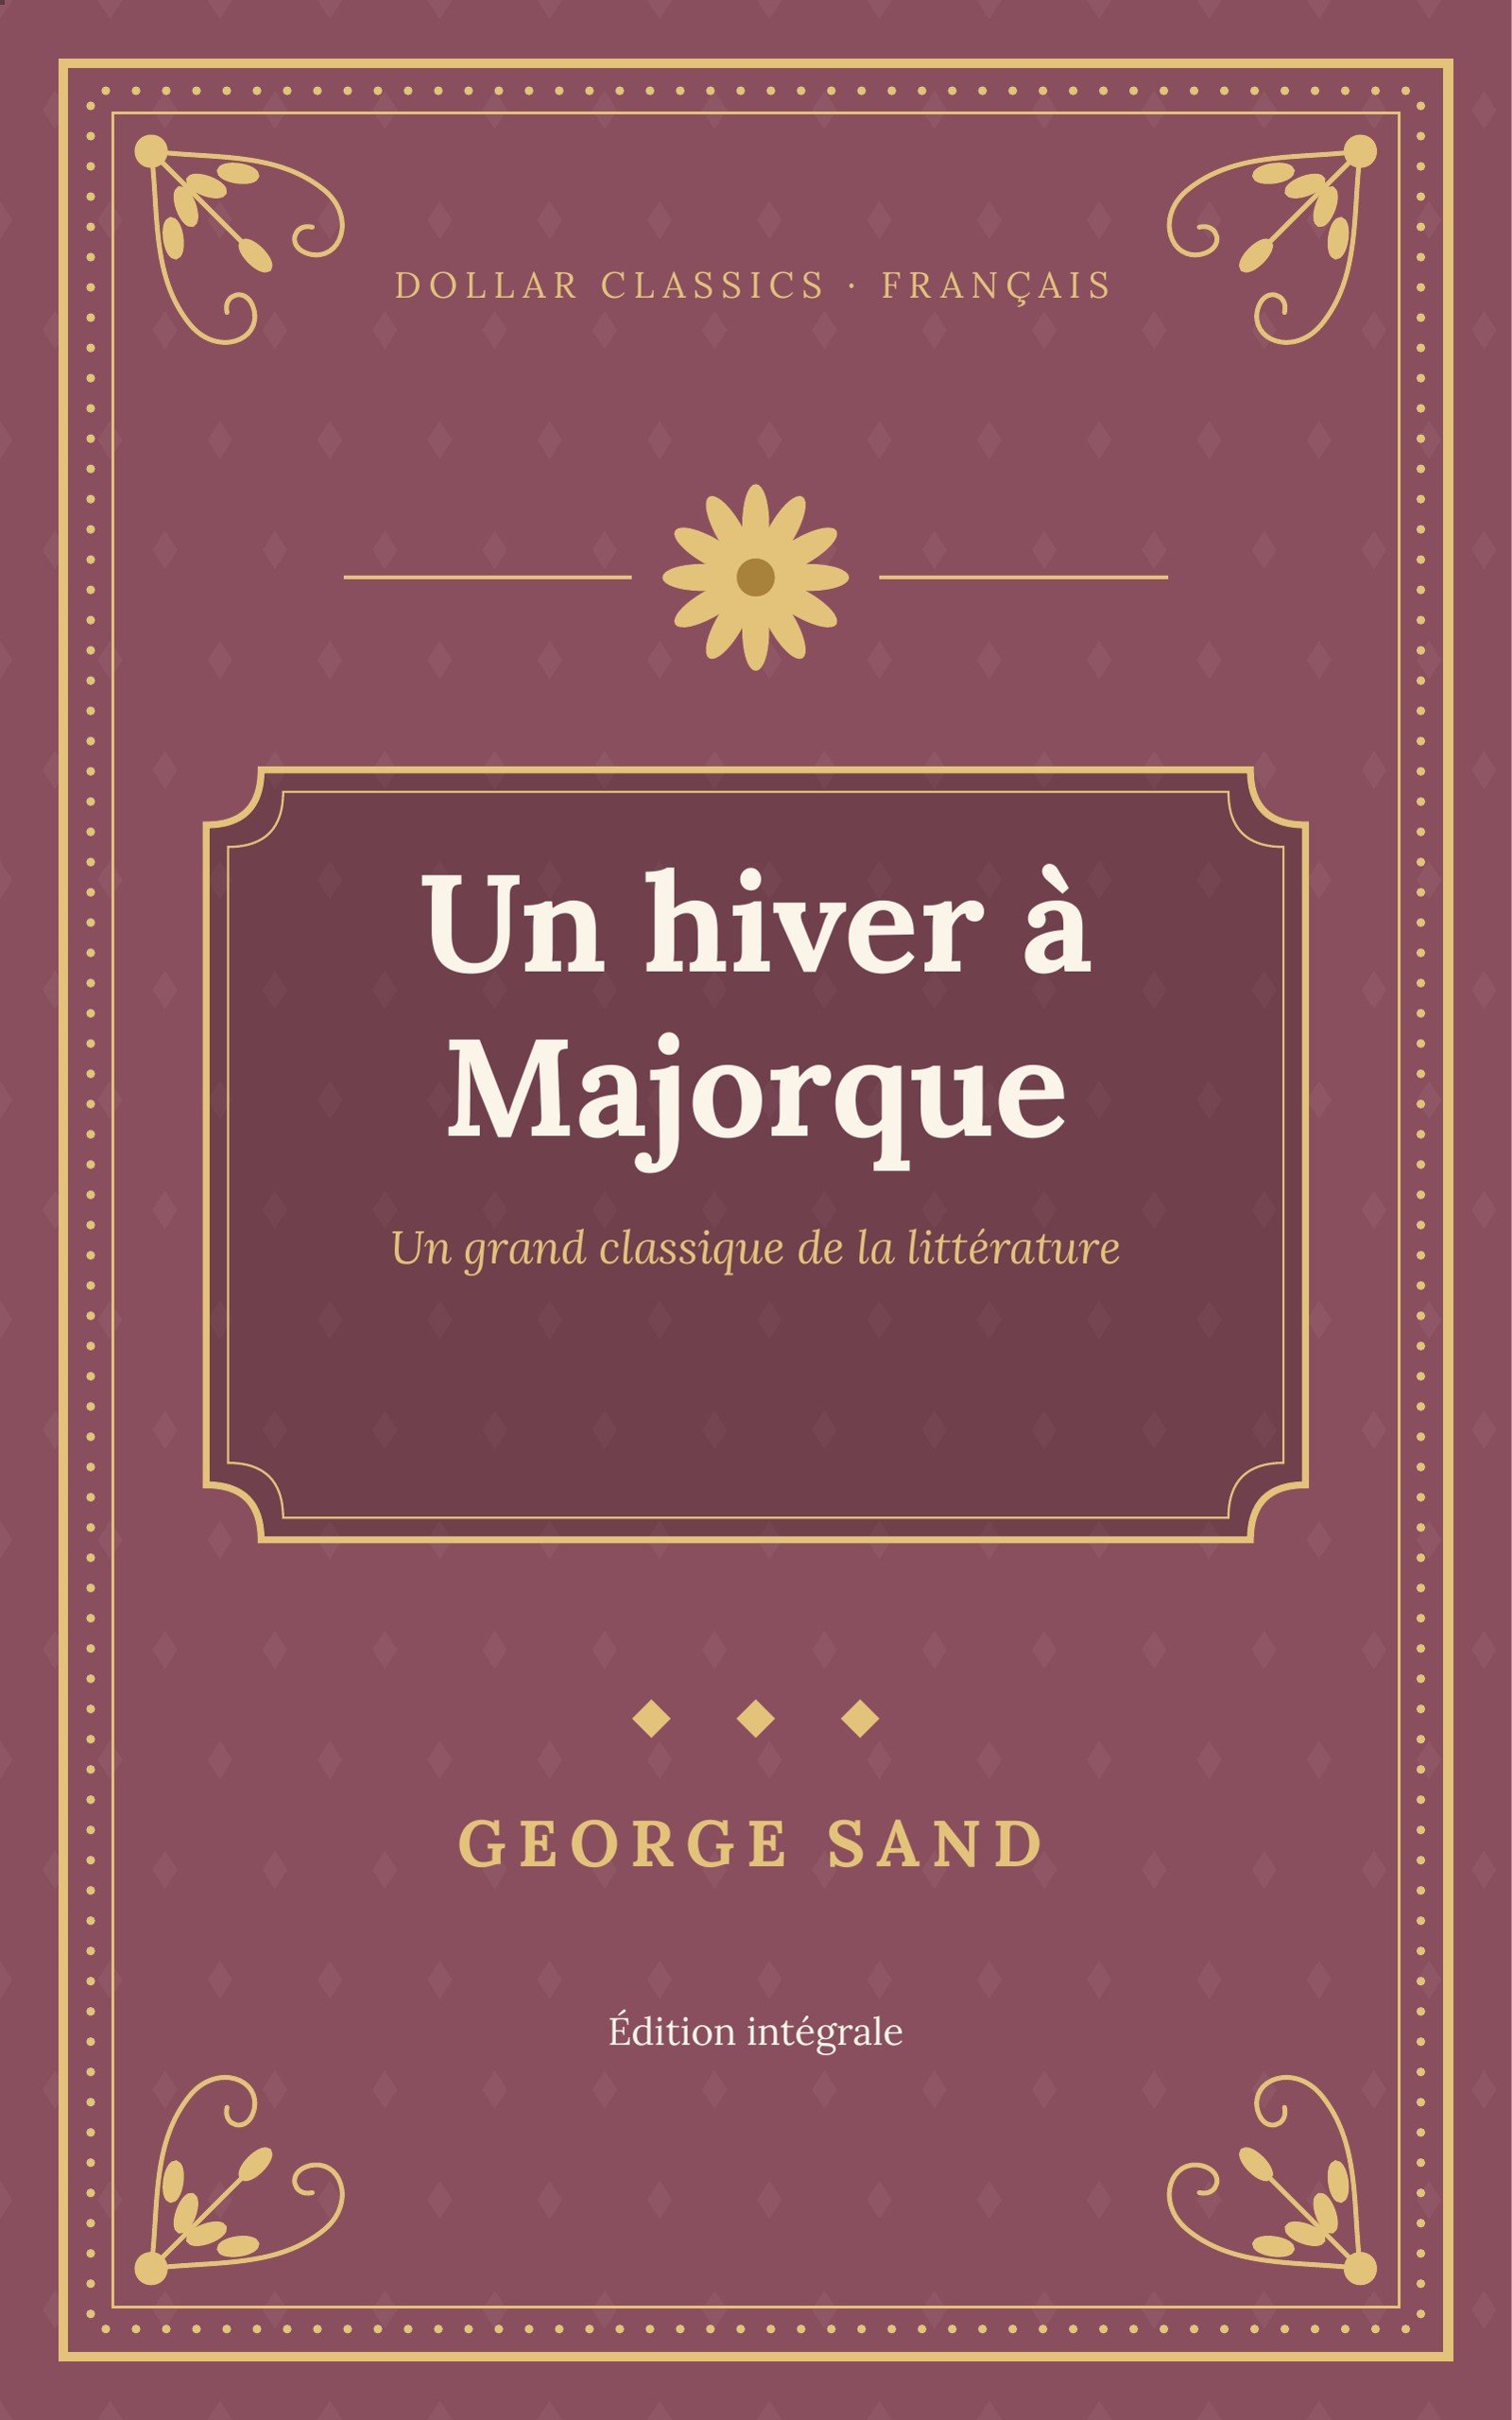 DOLLAR CLASSICS · FRANÇAIS
Un hiver à
Majorque
Un grand classique de la littérature
GEORGE SAND
Édition intégrale